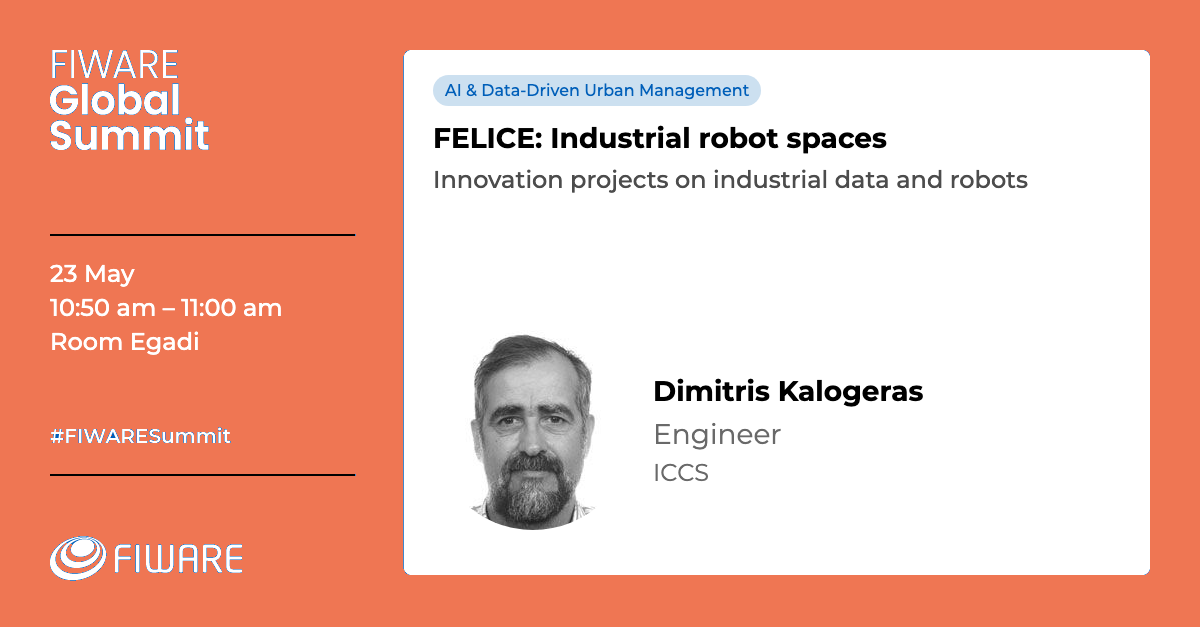 FIWARE
Global
Summit
23 May
10:50 am – 11:00 am
Room Egadi
#FIWARESummit
FIWARE
AI & Data-Driven Urban Management
FELICE: Industrial robot spaces
Innovation projects on industrial data and robots
Dimitris Kalogeras
Engineer
ICCS